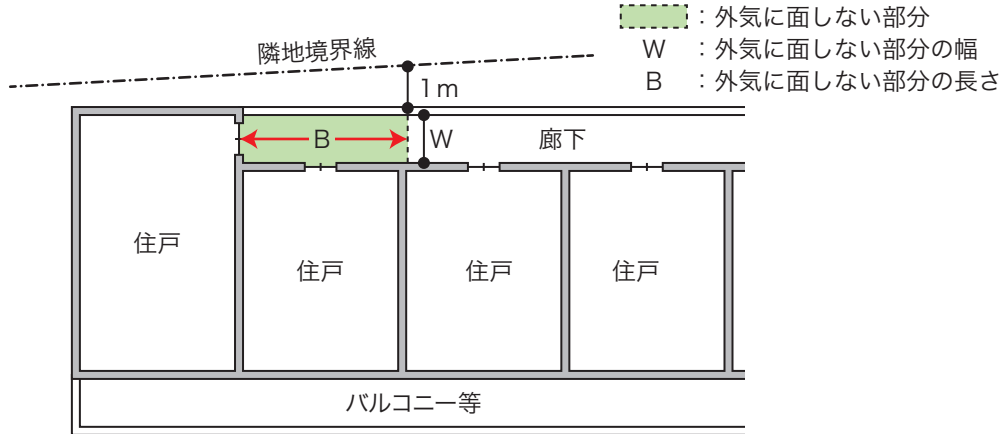 ：外気に面しない部分
W ：外気に面しない部分の幅
B ：外気に面しない部分の長さ
隣地境界線
1m
B
W
廊下
住戸
住戸
住戸
住戸
バルコニー等